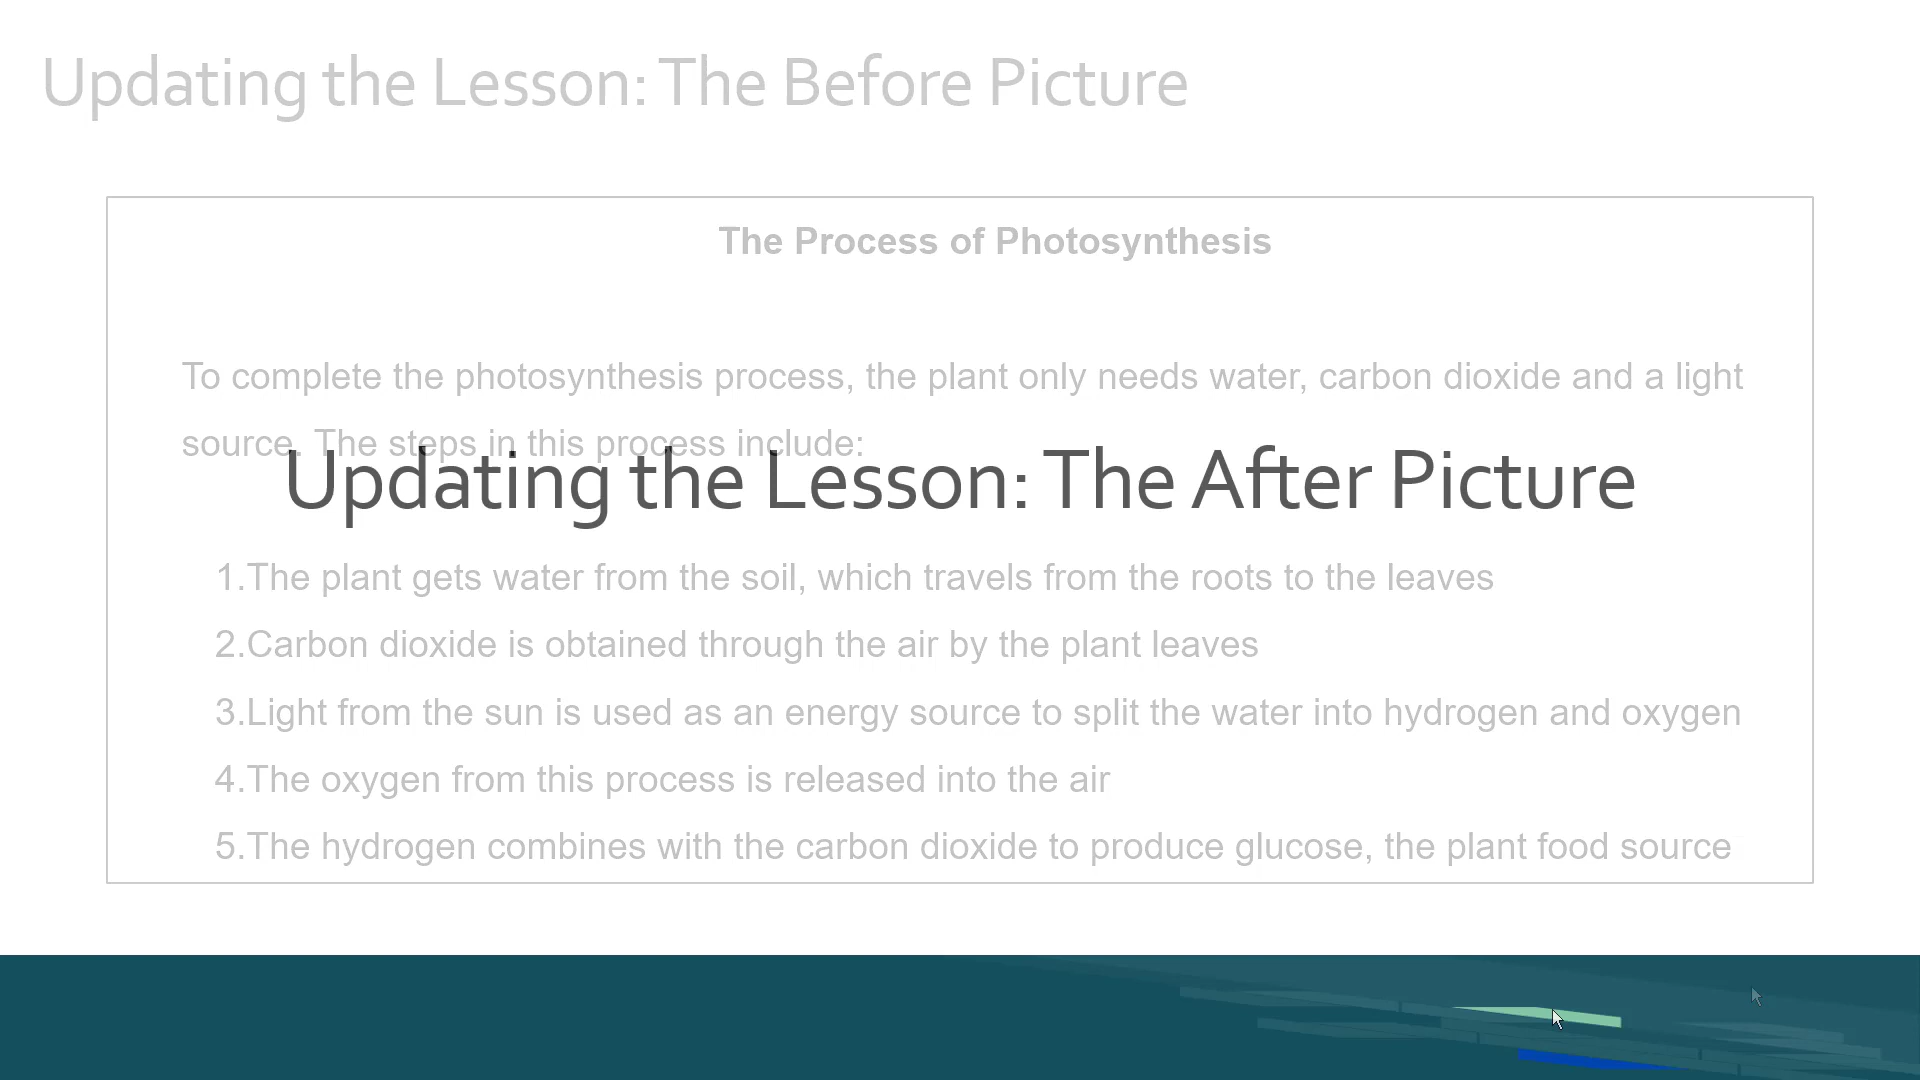 Updating the Lesson: The Before Picture
The Process of Photosynthesis
To complete the photosynthesis process, the plant only needs water, carbon dioxide and a light
source. The steps in this process include:
Updating the Lesson: The After Picture
1.The plant gets water from the soil, which travels from the roots to the leaves
2.Carbon dioxide is obtained through the air by the plant leaves
3.Light from the sun is used as an energy source to split the water into hydrogen and oxygen
4.The oxygen from this process is released into the air
5.The hydrogen combines with the carbon dioxide to produce glucose, the plant food source